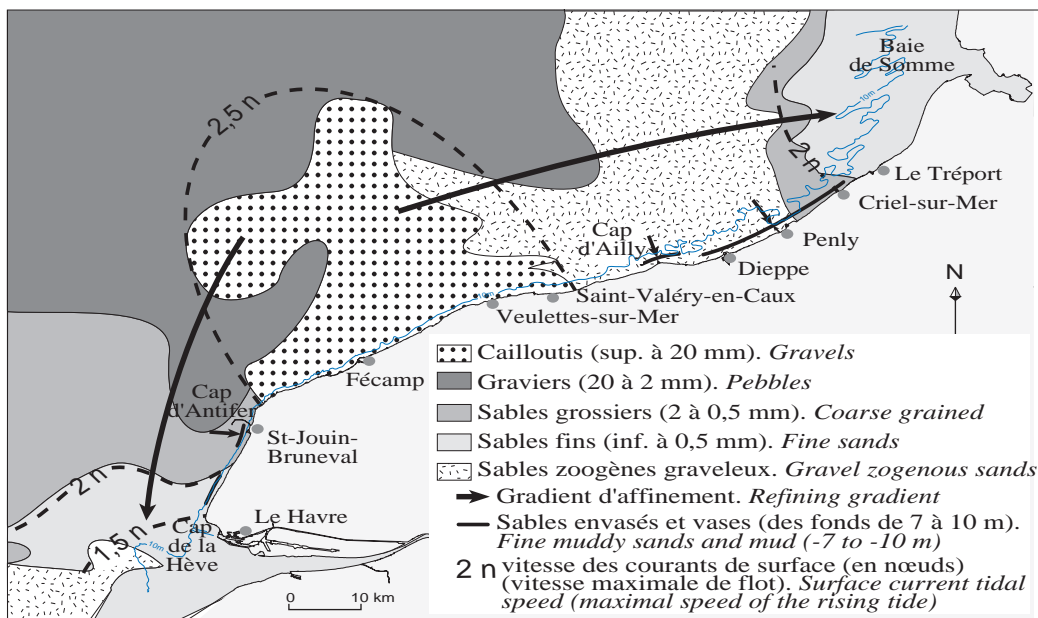 Baie
de Somme
10m
2,5 n
2 n
Le Tréport
Criel-sur-Mer
Cap
d'Ailly
Penly
Dieppe
N
Saint-Valéry-en-Caux
10m
Veulettes-sur-Mer
Fécamp
Cap
d'Antifer
St-Jouin-
Bruneval
2 n
1,5 n
Le Havre
Cap
de la
Hève
10m
0 10 km
Cailloutis (sup. à 20 mm). Gravels
Graviers (20 à 2 mm). Pebbles
Sables grossiers (2 à 0,5 mm). Coarse grained
Sables fins (inf. à 0,5 mm). Fine sands
Sables zoogènes graveleux. Gravel zogenous sands
Gradient d'affinement. Refining gradient
Sables envasés et vases (des fonds de 7 à 10 m).
Fine muddy sands and mud (-7 to -10 m)
2 n vitesse des courants de surface (en nœuds)
(vitesse maximale de flot). Surface current tidal
speed (maximal speed of the rising tide)